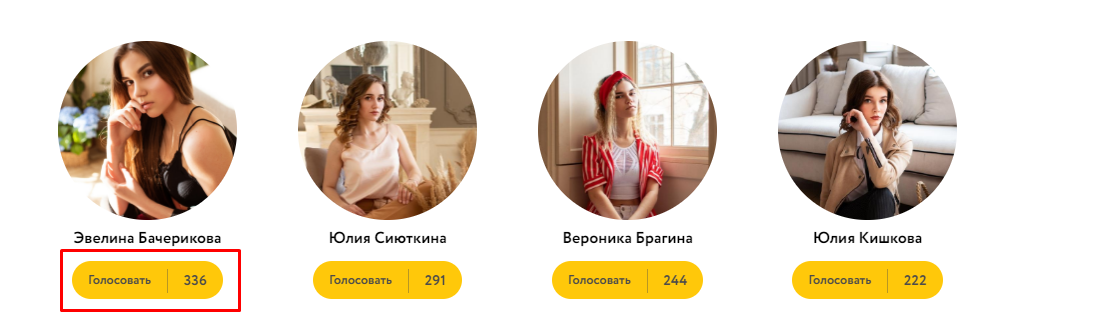 Эвелина Бачерикова
Юлия Сиюткина
Вероника Брагина
Юлия Кишкова
Голосовать 336
Голосовать 291
Голосовать 244
Голосовать 222